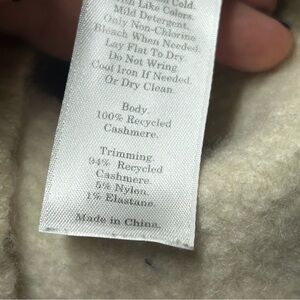 Cold.
With Like Colors.
Mild Detergent.
Only Non-Chlorine
Bleach When Needed.
Lay Flat To Dry.
Do Not Wring.
Cool Iron If Needed.
Or Dry Clean.
Body.
100% Recycled
Cashmere.
Trimming.
94% Recycled
Cashmere.
5% Nylon.
1% Elastane.
Made in China.